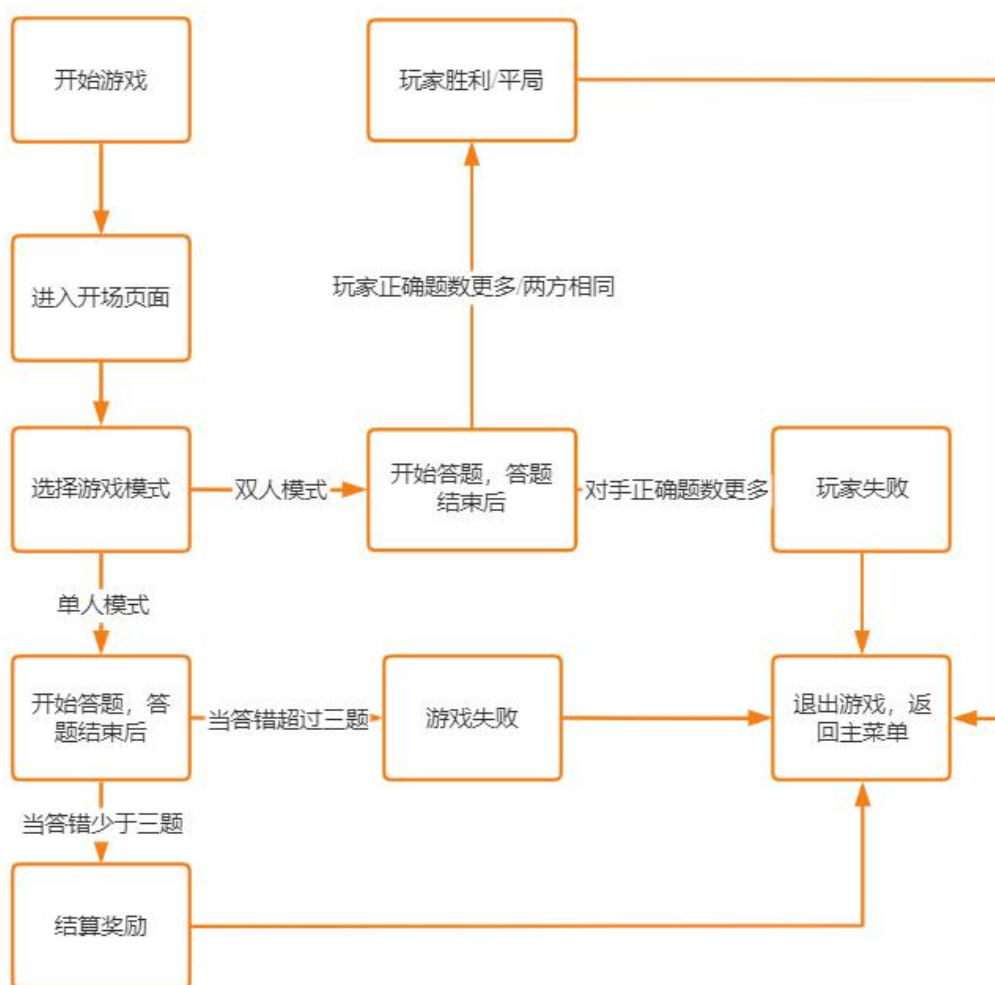 开始游戏
玩家胜利/平局
进入开场页面
玩家正确题数更多/两方相同
选择游戏模式
双人模式
开始答题，答题
结束后
对手正确题数更多
玩家失败
单人模式
开始答题，答
题结束后
当答错超过三题
游戏失败
退出游戏，返
回主菜单
当答错少于三题
结算奖励